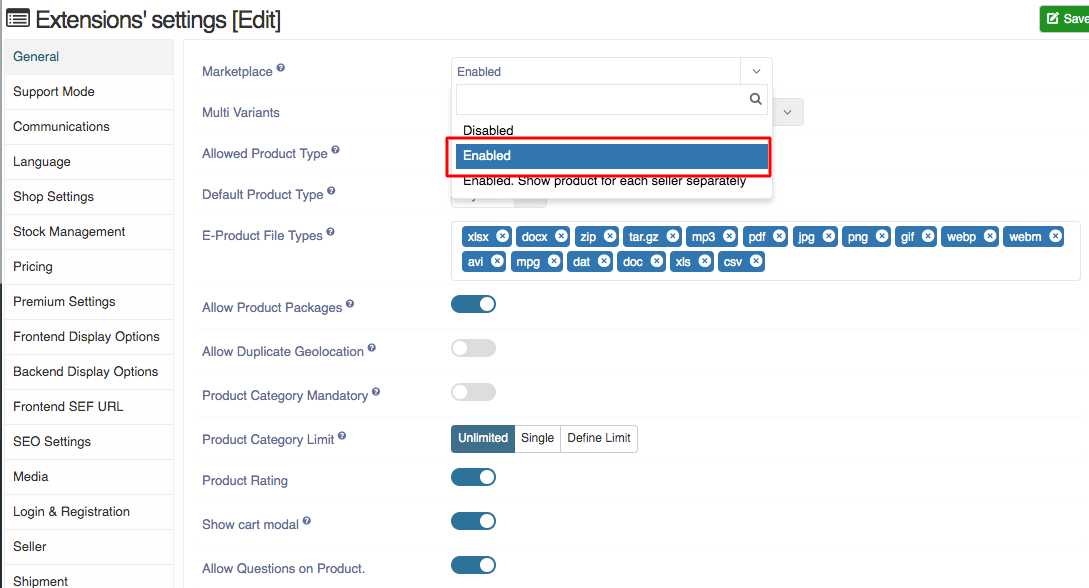 Extensions' settings [Edit]
Save
General
Support Mode
Communications
Language
Shop Settings
Stock Management
Pricing
Premium Settings
Frontend Display Options
Backend Display Options
Frontend SEF URL
SEO Settings
Media
Login & Registration
Seller
Shipment
Marketplace ?
Enabled
Disabled
Enabled
Enabled. Show product for each seller separately
Multi Variants
Allowed Product Type ?
Default Product Type ?
E-Product File Types ?
xlsx docx zip tar.gz mp3 pdf jpg png gif webp webm
avi mpg dat doc xls csv
Allow Product Packages ?
Allow Duplicate Geolocation ?
Product Category Mandatory ?
Product Category Limit ?
Unlimited Single Define Limit
Product Rating
Show cart modal ?
Allow Questions on Product.